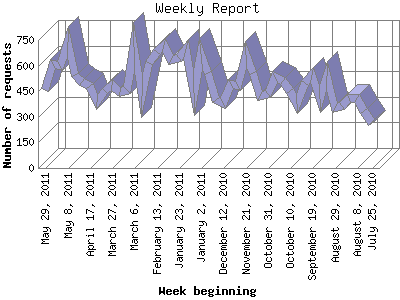 Weekly Report
Number of requests
750
600
450
300
150
0
May 29, 2011
May 8, 2011
April 17, 2011
March 27, 2011
March 6, 2011
February 13, 2011
January 23, 2011
January 2, 2011
December 12, 2010
November 21, 2010
October 31, 2010
October 10, 2010
September 19, 2010
August 29, 2010
August 8, 2010
July 25, 2010
Week beginning